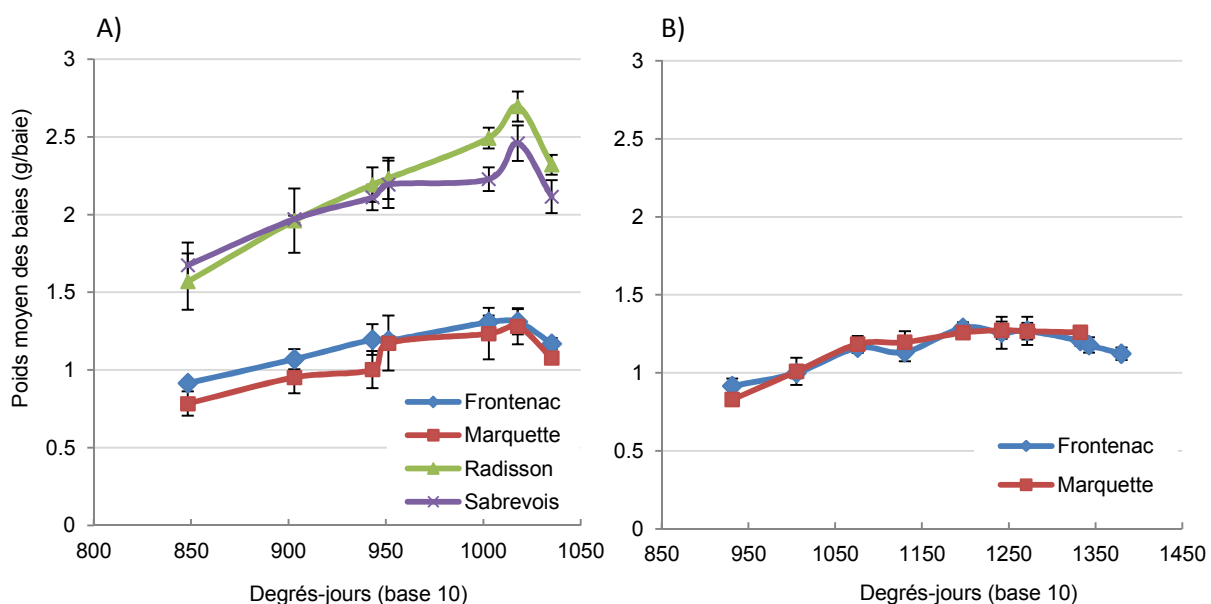 A)
Poids moyen des baies (g/baie)
3
2.5
2
1.5
1
0.5
0
800
850
900
950
1000
1050
Degrés-jours (base 10)
Frontenac
Marquette
Radisson
Sabrevois
B)
3
2.5
2
1.5
1
0.5
0
850
950
1050
1150
1250
1350
1450
Degrés-jours (base 10)
Frontenac
Marquette